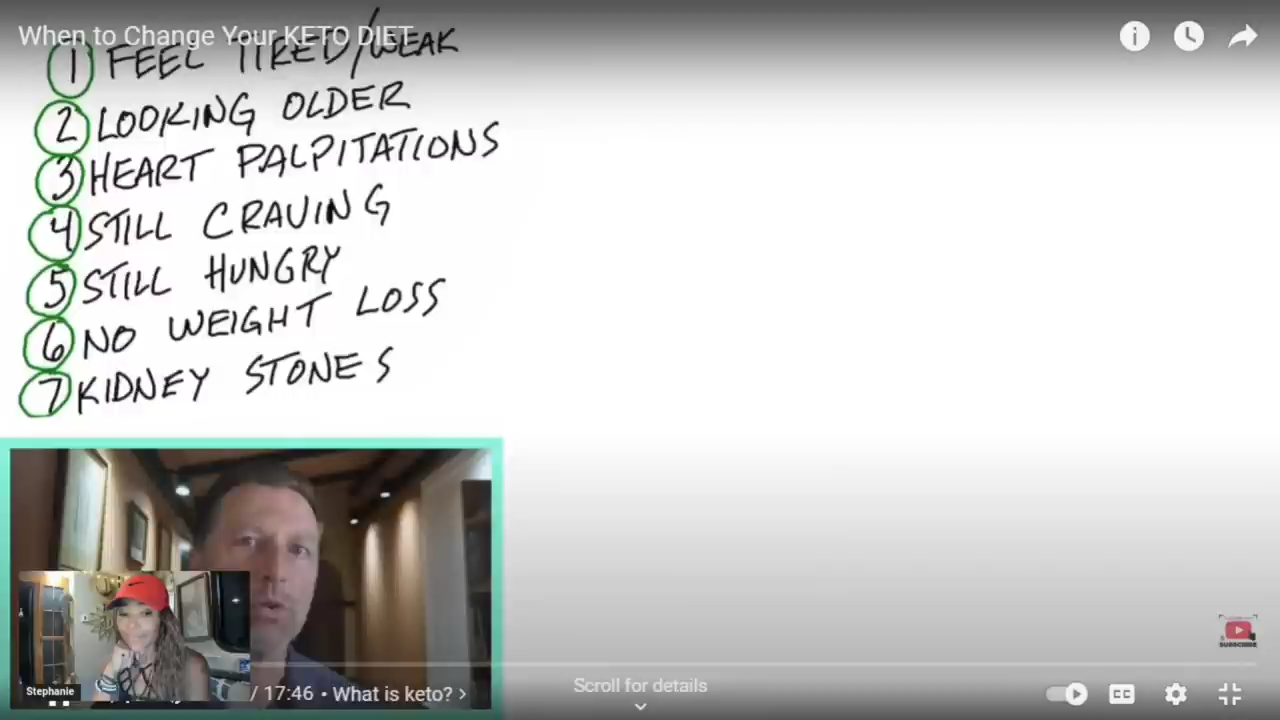 When to Change Your KETO DIET
1 FEEL TIRED/WEAK
2 LOOKING OLDER
3 HEART PALPITATIONS
4 STILL CRAVING
5 STILL HUNGRY
6 NO WEIGHT LOSS
7 KIDNEY STONES
SUBSCRIBE
Stephanie
/ 17:46 • What is keto? >
Scroll for details
CC